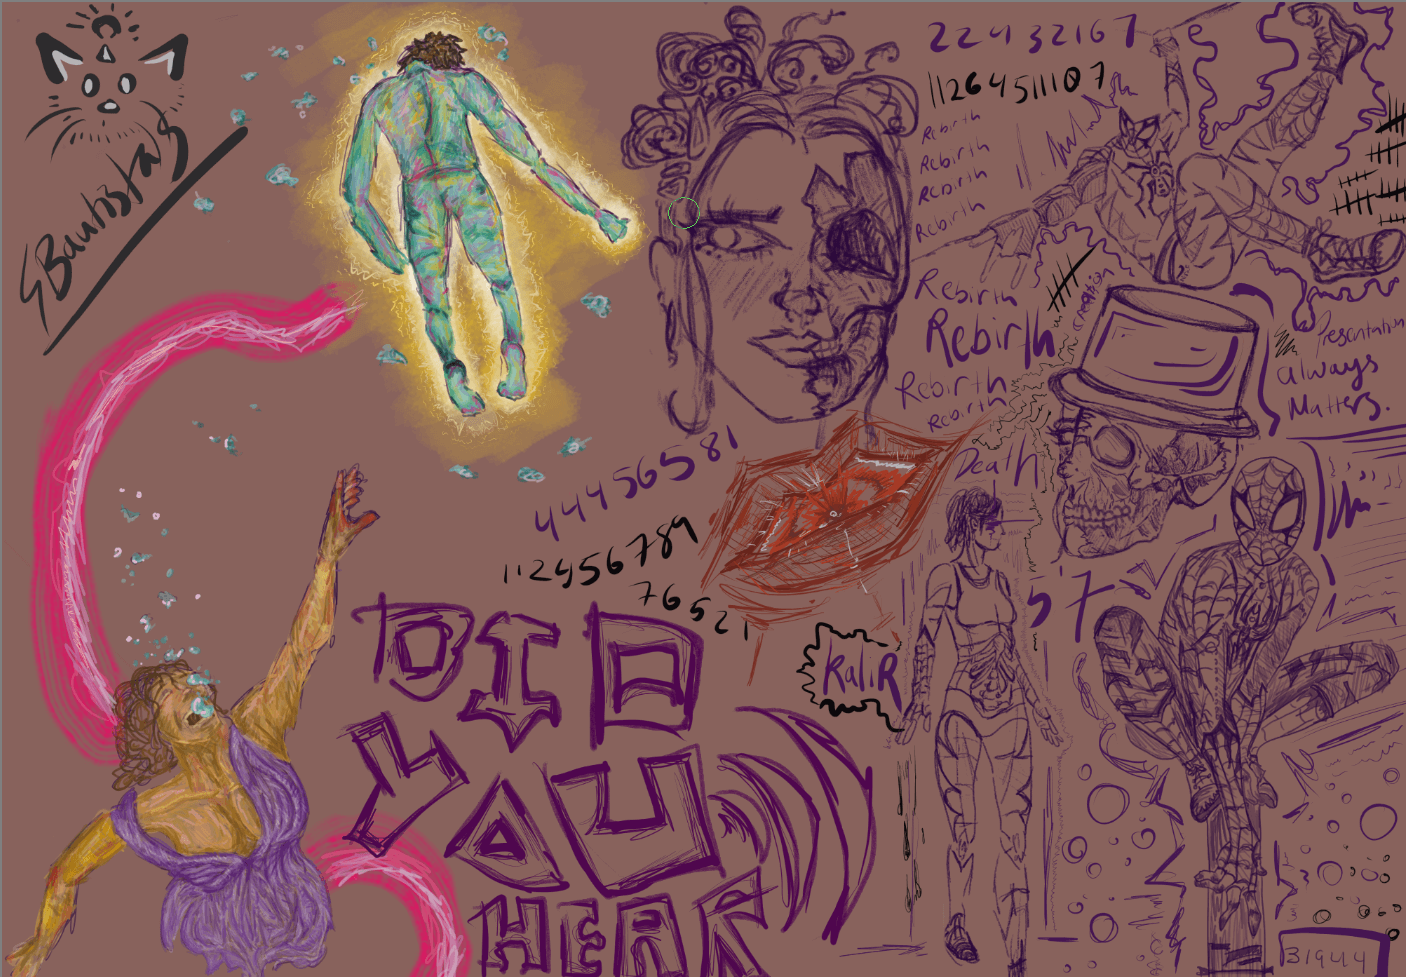 SBautista
22432167
11264511107
Rebirth
Rebirth
Rebirth
Rebirth
Rebirth
Rebirth
Rebirth
Rebirth
Creation
Presentation
always
Matters.
Death
444565581
112456789
76521
57
RaliR
DID
YOU
HEAR
31944